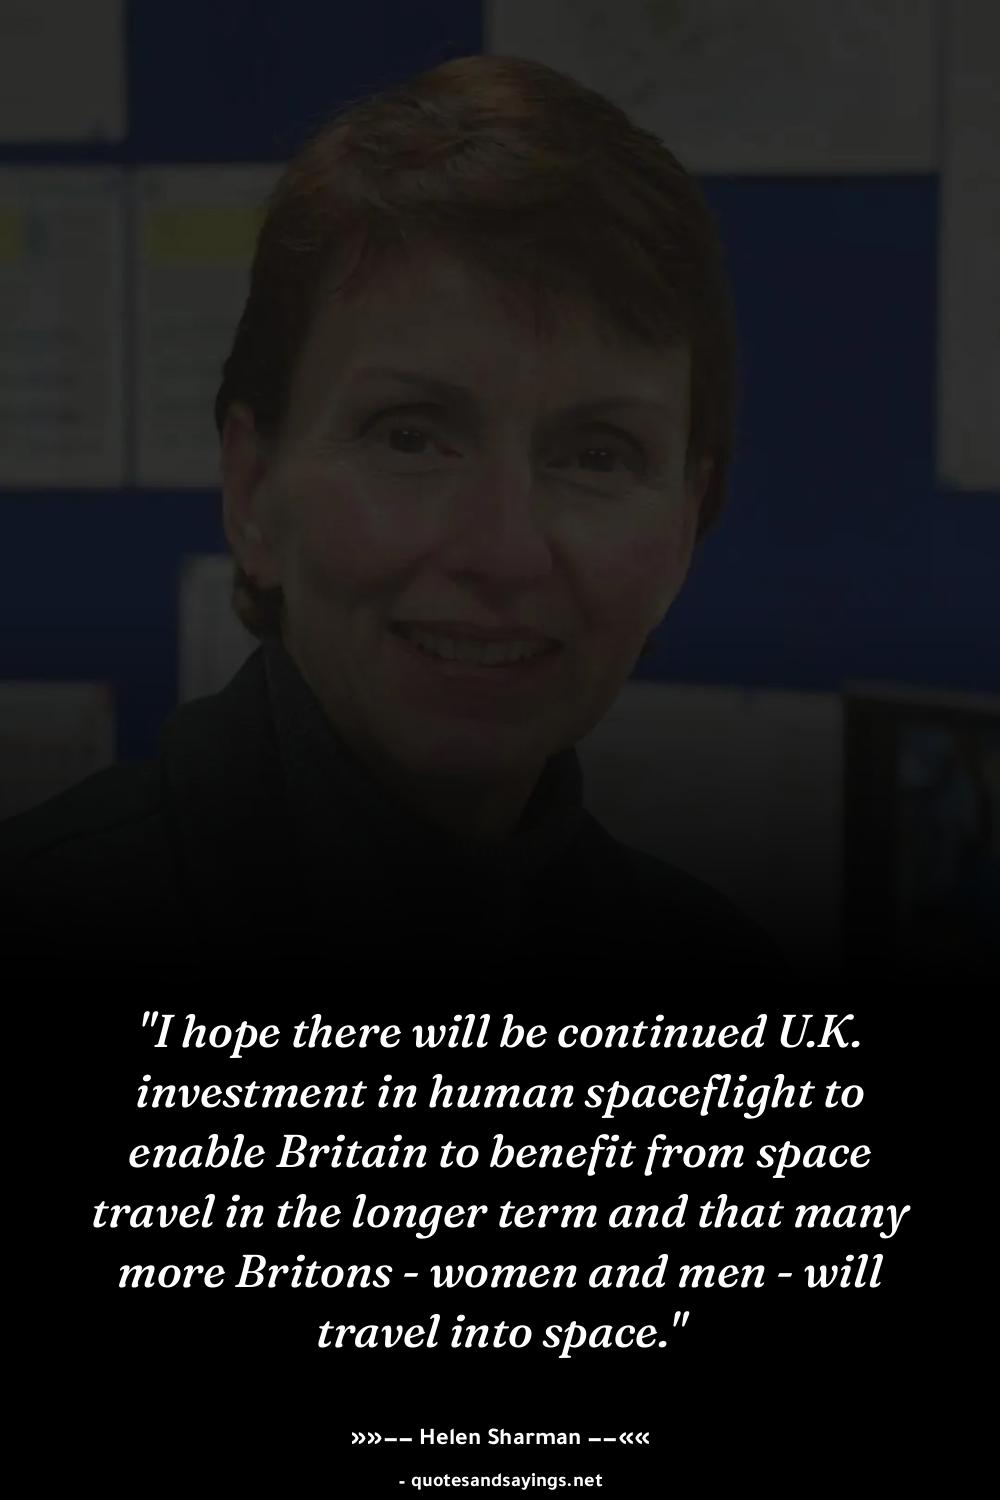 "I hope there will be continued U.K.
investment in human spaceflight to
enable Britain to benefit from space
travel in the longer term and that many
more Britons - women and men - will
travel into space."
»»–– Helen Sharman ––««
- quotesandsayings.net